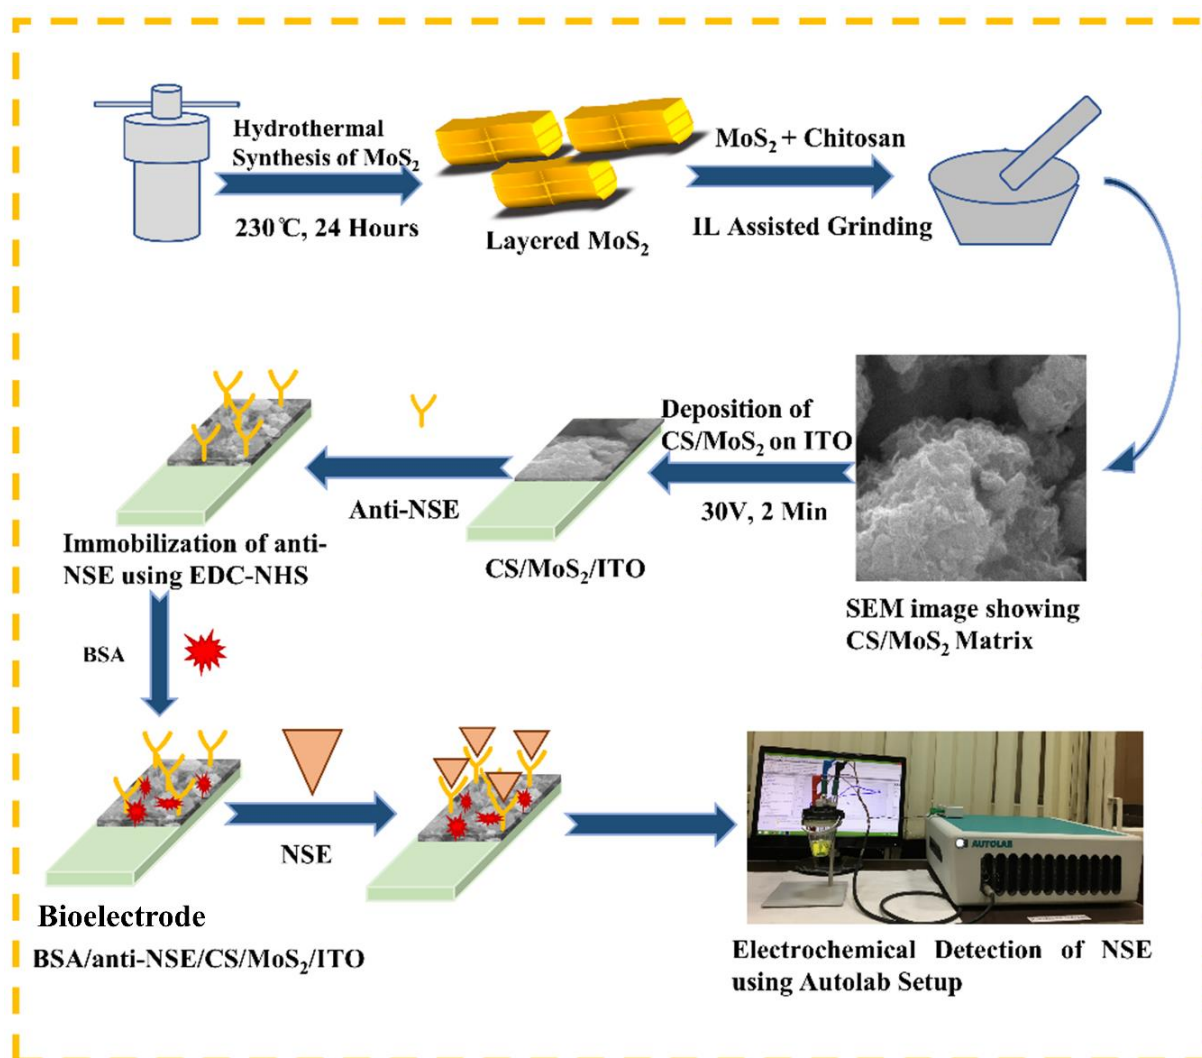 Hydrothermal
Synthesis of MoS₂
230℃, 24 Hours
Layered MoS₂
MoS₂ + Chitosan
IL Assisted Grinding
Deposition of
CS/MoS₂ on ITO
30V, 2 Min
SEM image showing
CS/MoS₂ Matrix
CS/MoS₂/ITO
Anti-NSE
Immobilization of anti-
NSE using EDC-NHS
BSA
NSE
Bioelectrode
BSA/anti-NSE/CS/MoS₂/ITO
AUTOLAB
Electrochemical Detection of NSE
using Autolab Setup